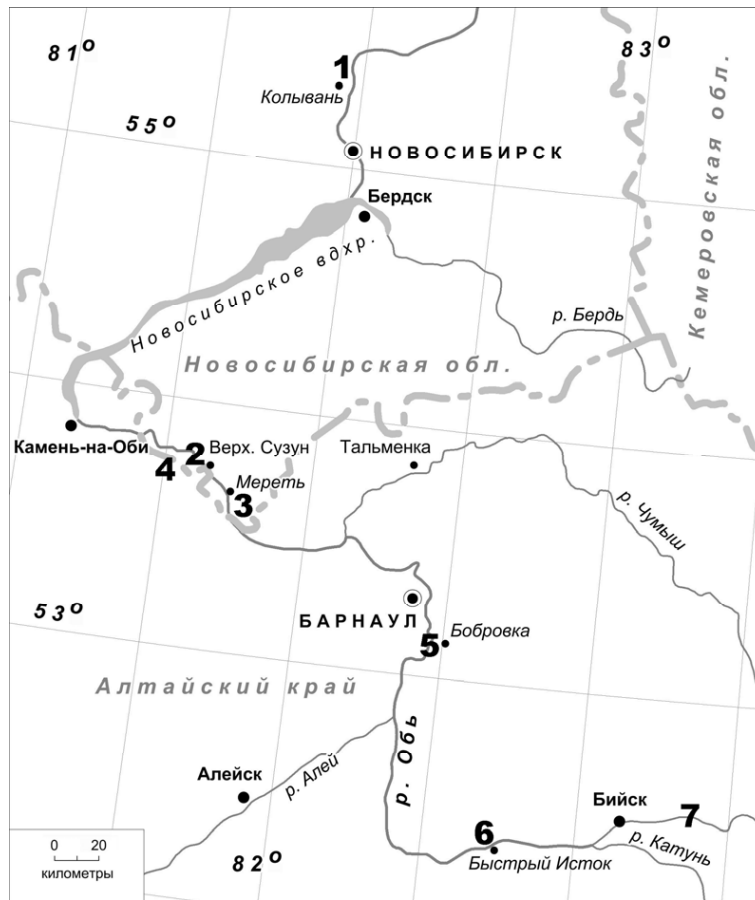 81°
83°
1
Колывань
55°
НОВОСИБИРСК
Кемеровская обл.
Бердск
Новосибирское вдхр.
р. Бердь
Новосибирская обл.
Камень-на-Оби
2
Верх. Сузун
Тальменка
4
Мереть
3
р. Чумыш
53°
БАРНАУЛ
5
Бобровка
Алтайский край
р. Обь
Алейск
р. Алей
Бийск
7
6
р. Катунь
Быстрый Исток
82°
0 20
километры